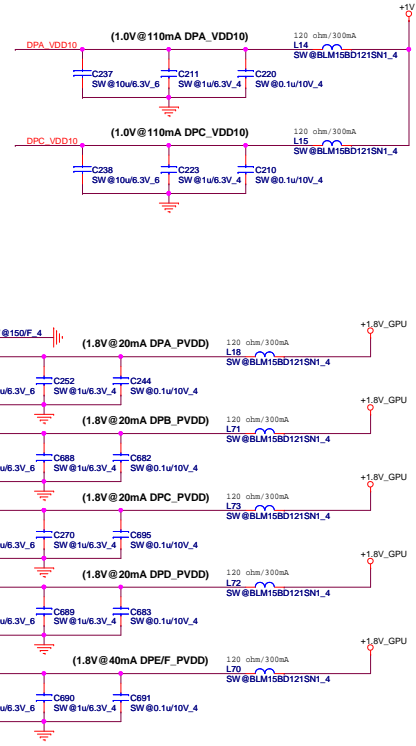 +1V
(1.0V@110mA DPA_VDD10)
120 ohm/300mA
DPA_VDD10
L14
SW@BLM15BD121SN1_4
C237
SW@10u/6.3V_6
C211
SW@1u/6.3V_4
C220
SW@0.1u/10V_4
(1.0V@110mA DPC_VDD10)
120 ohm/300mA
DPC_VDD10
L15
SW@BLM15BD121SN1_4
C238
SW@10u/6.3V_6
C223
SW@1u/6.3V_4
C210
SW@0.1u/10V_4
@150/F_4
+1.8V_GPU
(1.8V@20mA DPA_PVDD)
120 ohm/300mA
L18
SW@BLM15BD121SN1_4
u/6.3V_6
C252
SW@1u/6.3V_4
C244
SW@0.1u/10V_4
+1.8V_GPU
(1.8V@20mA DPB_PVDD)
120 ohm/300mA
L71
SW@BLM15BD121SN1_4
u/6.3V_6
C688
SW@1u/6.3V_4
C682
SW@0.1u/10V_4
+1.8V_GPU
(1.8V@20mA DPC_PVDD)
120 ohm/300mA
L73
SW@BLM15BD121SN1_4
u/6.3V_6
C270
SW@1u/6.3V_4
C695
SW@0.1u/10V_4
+1.8V_GPU
(1.8V@20mA DPD_PVDD)
120 ohm/300mA
L72
SW@BLM15BD121SN1_4
u/6.3V_6
C689
SW@1u/6.3V_4
C683
SW@0.1u/10V_4
+1.8V_GPU
(1.8V@40mA DPE/F_PVDD)
120 ohm/300mA
L70
SW@BLM15BD121SN1_4
u/6.3V_6
C690
SW@1u/6.3V_4
C691
SW@0.1u/10V_4